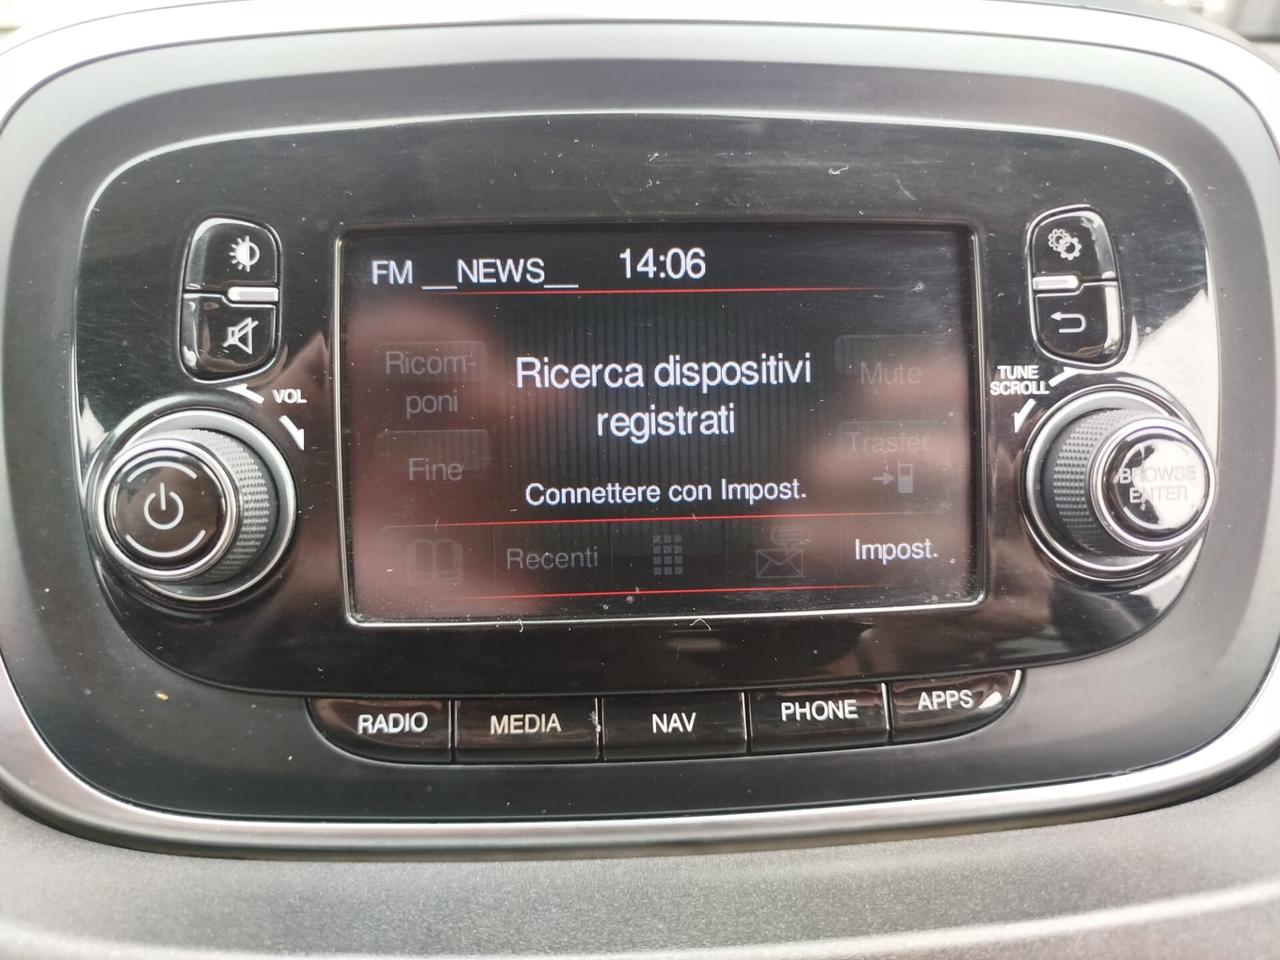 FM __NEWS__ 14:06
Ricom-
poni
Ricerca dispositivi
registrati
Mute
Fine
Trasfer.
Connettere con Impost.
Recenti
Impost.
VOL
TUNE
SCROLL
BROWSE
ENTER
RADIO
MEDIA
NAV
PHONE
APPS